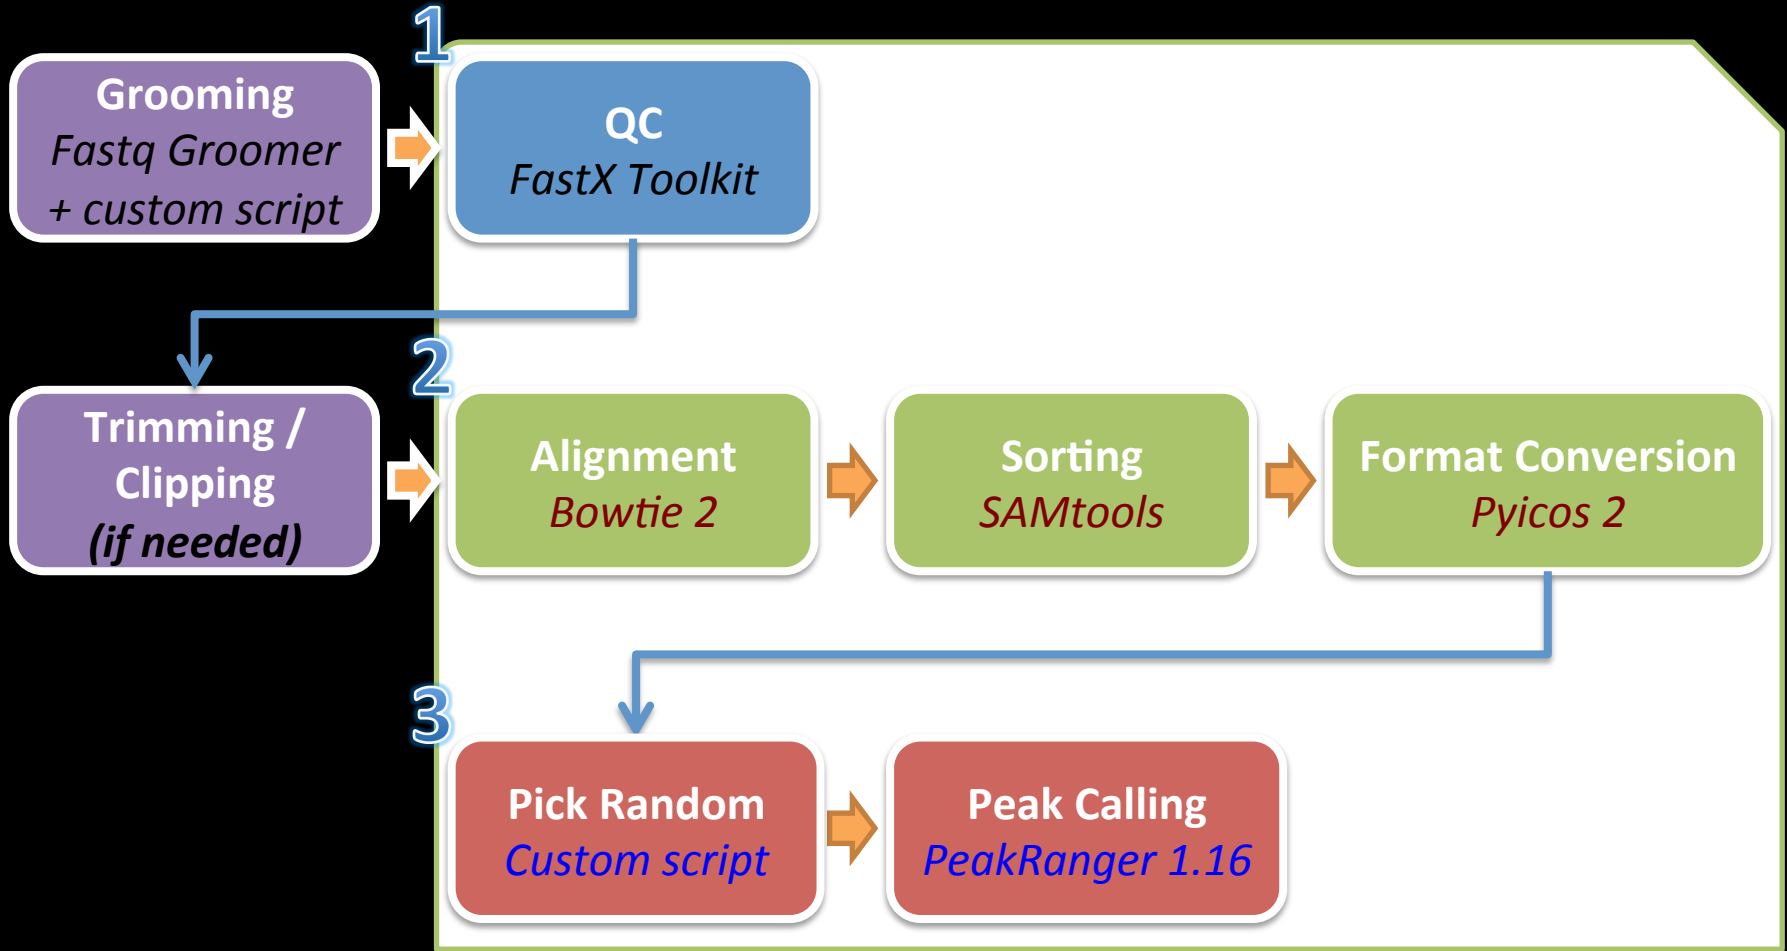 1
Grooming
Fastq Groomer
+ custom script
QC
FastX Toolkit
2
Trimming /
Clipping
(if needed)
Alignment
Bowtie 2
Sorting
SAMtools
Format Conversion
Pyicos 2
3
Pick Random
Custom script
Peak Calling
PeakRanger 1.16